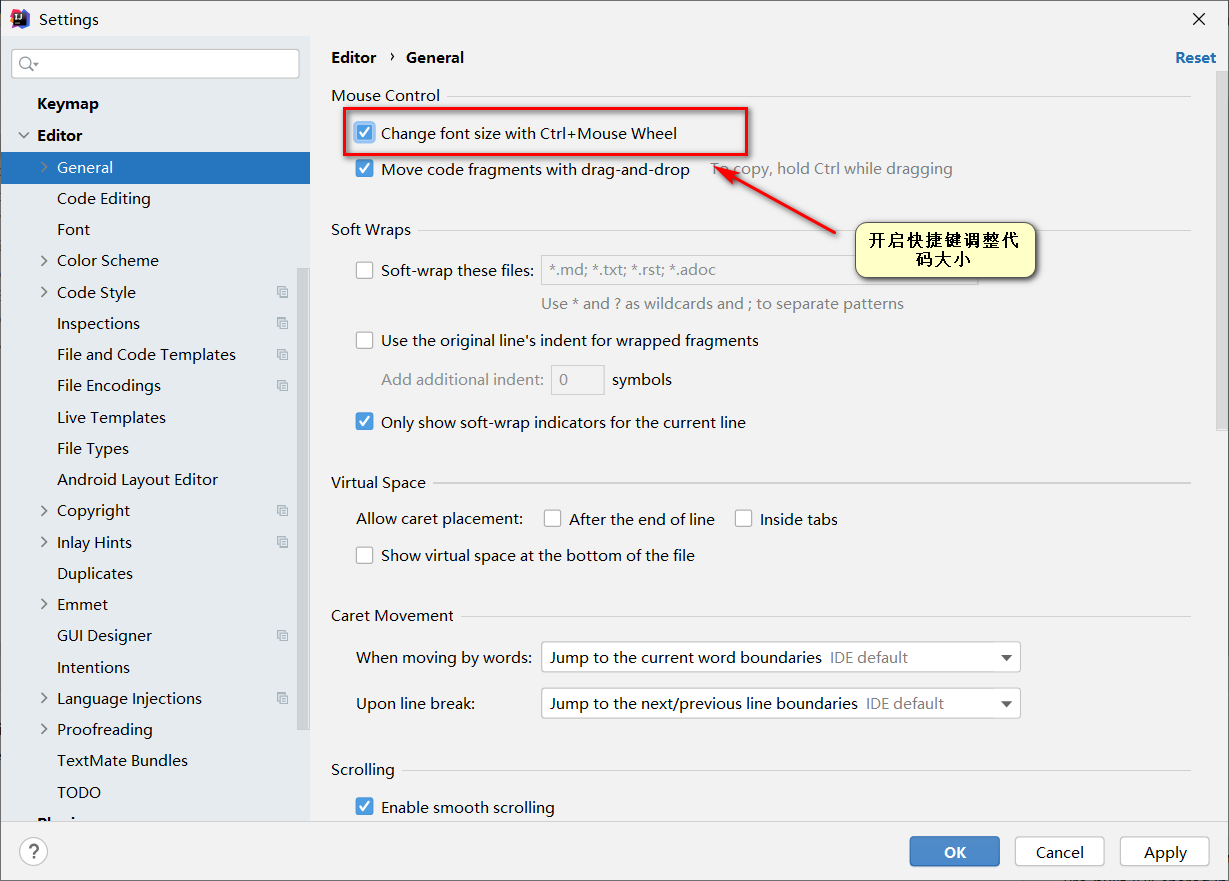 Settings
Editor › General
Reset
Keymap
Editor
General
Code Editing
Font
Color Scheme
Code Style
Inspections
File and Code Templates
File Encodings
Live Templates
File Types
Android Layout Editor
Copyright
Inlay Hints
Duplicates
Emmet
GUI Designer
Intentions
Language Injections
Proofreading
TextMate Bundles
TODO
Mouse Control
Change font size with Ctrl+Mouse Wheel
Move code fragments with drag-and-drop To copy, hold Ctrl while dragging
开启快捷键调整代
码大小
Soft Wraps
Soft-wrap these files: *.md; *.txt; *.rst; *.adoc
Use * and ? as wildcards and ; to separate patterns
Use the original line's indent for wrapped fragments
Add additional indent: 0 symbols
Only show soft-wrap indicators for the current line
Virtual Space
Allow caret placement: After the end of line Inside tabs
Show virtual space at the bottom of the file
Caret Movement
When moving by words: Jump to the current word boundaries IDE default
Upon line break: Jump to the next/previous line boundaries IDE default
Scrolling
Enable smooth scrolling
?
OK Cancel Apply